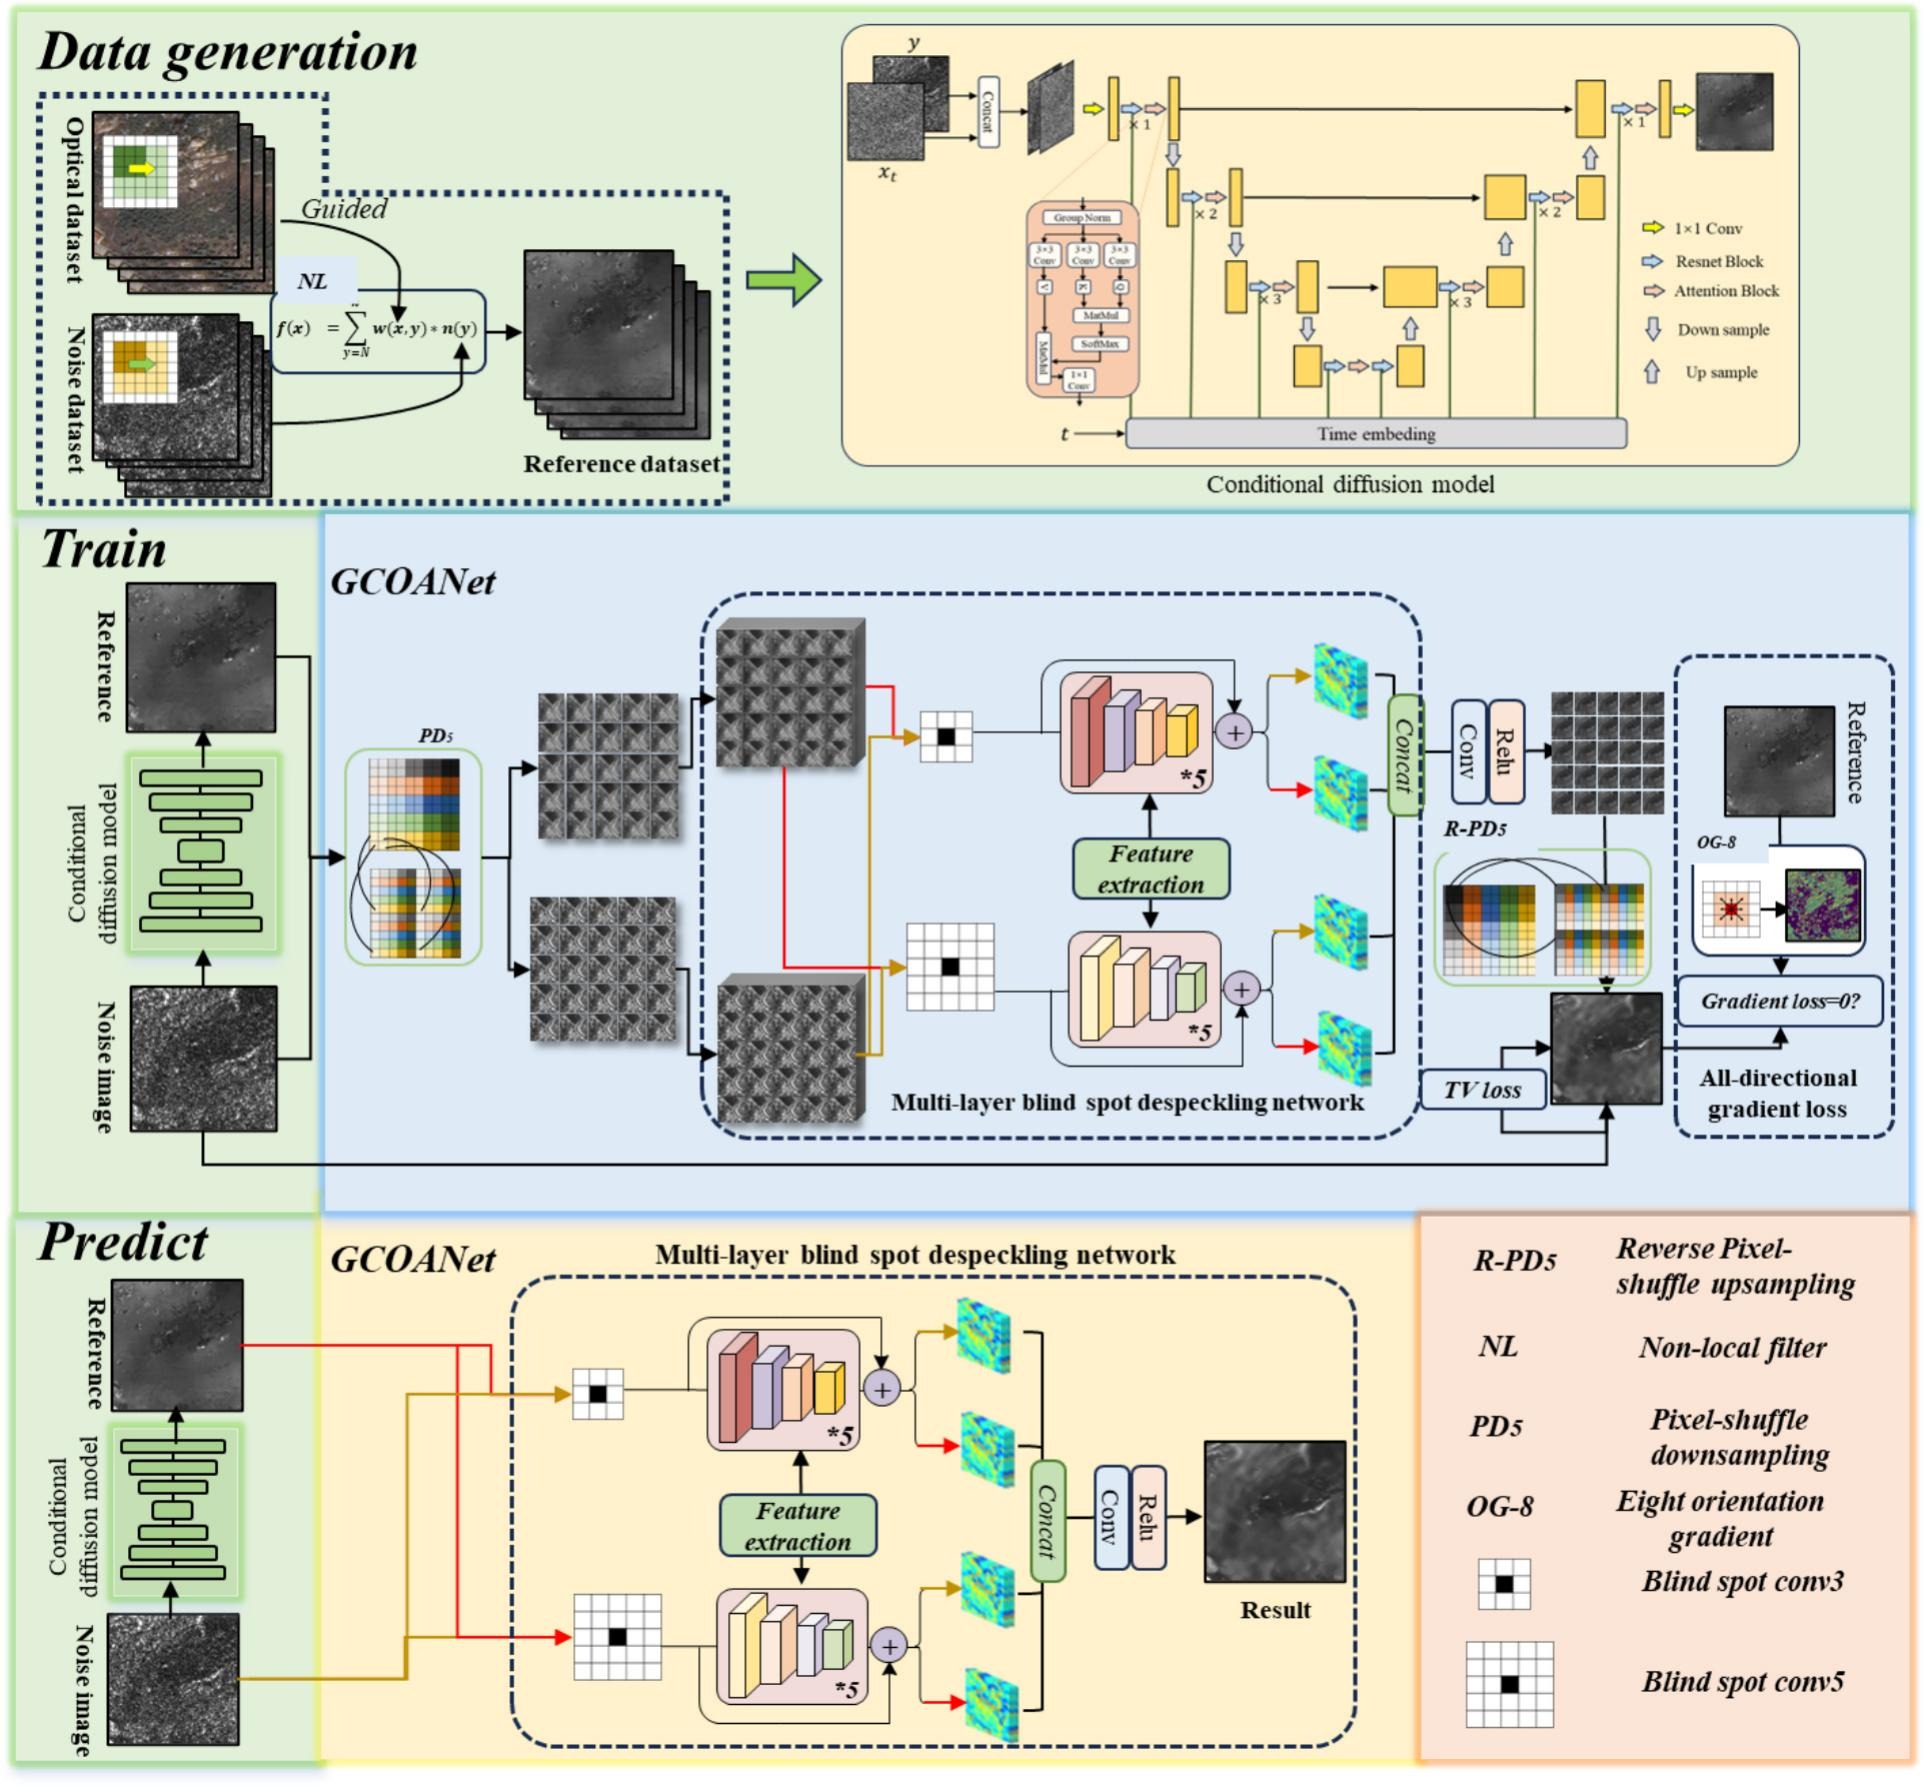 Data generation
Optical dataset
Noise dataset
Guided
NL
n
f(x) = ∑ w(x,y) * n(y)
y=N
Reference dataset
y
x_t
Concat
× 1
× 2
× 3
× 3
× 2
× 1
Group Norm
3×3 Conv
3×3 Conv
3×3 Conv
V
K
Q
MatMul
SoftMax
MatMul
1×1 Conv
t
Time embeding
1×1 Conv
Resnet Block
Attention Block
Down sample
Up sample
Conditional diffusion model
Train
Reference
Conditional
diffusion model
Noise image
GCOANet
PD5
*5
Feature
extraction
*5
Multi-layer blind spot despeckling network
Concat
Conv
Relu
R-PD5
TV loss
Reference
OG-8
Gradient loss=0?
All-directional
gradient loss
Predict
Reference
Conditional
diffusion model
Noise image
GCOANet
Multi-layer blind spot despeckling network
*5
Feature
extraction
*5
Concat
Conv
Relu
Result
R-PD5
Reverse Pixel-
shuffle upsampling
NL
Non-local filter
PD5
Pixel-shuffle
downsampling
OG-8
Eight orientation
gradient
Blind spot conv3
Blind spot conv5